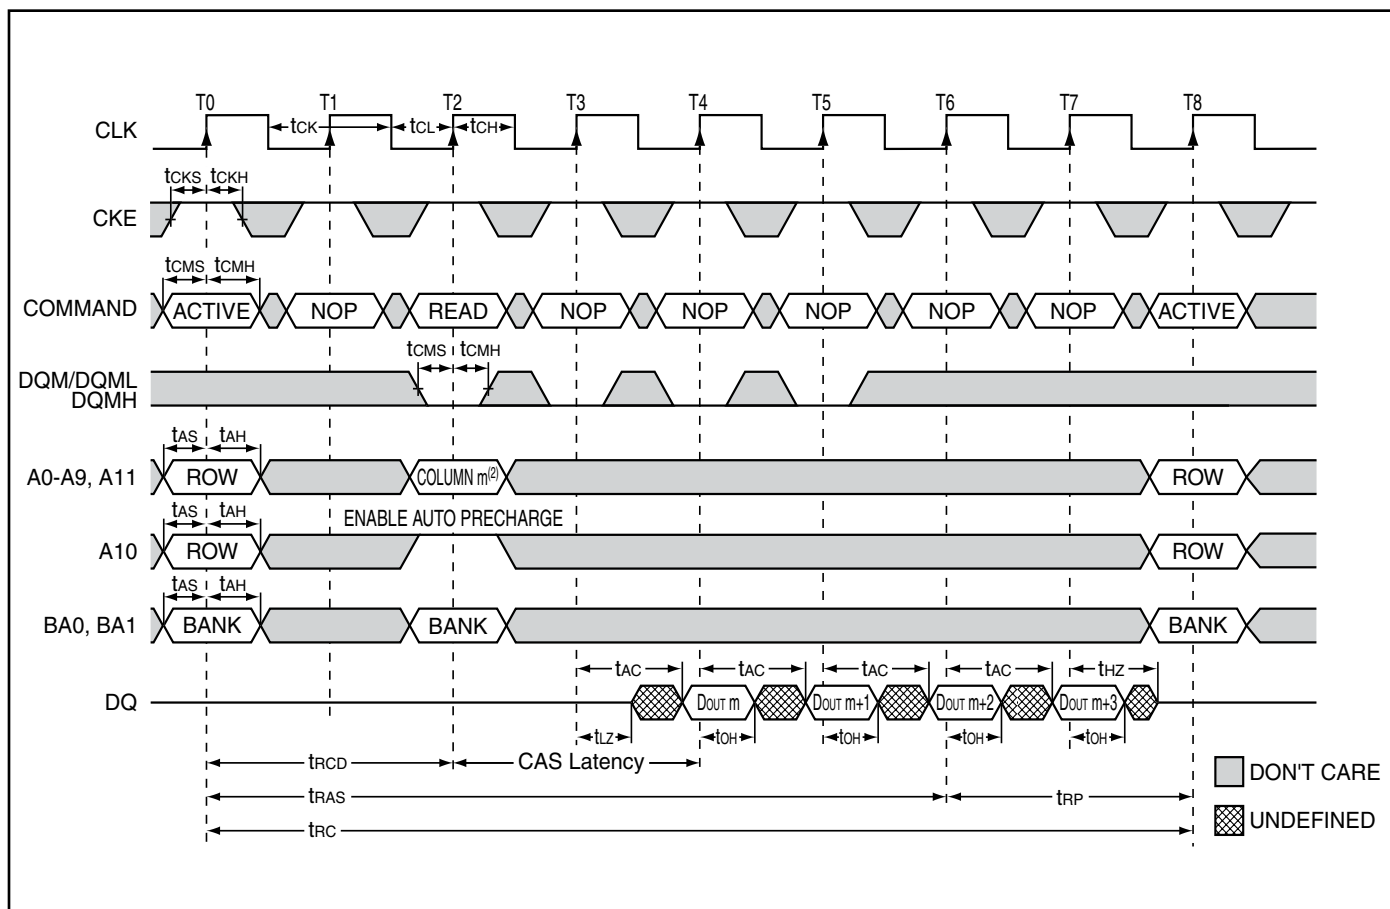 T0 T1 T2 T3 T4 T5 T6 T7 T8
CLK tCK tCL tCH
tCKS tCKH
CKE
tCMS tCMH
COMMAND ACTIVE NOP READ NOP NOP NOP NOP NOP ACTIVE
tCMS tCMH
DQM/DQML
DQMH
tAS tAH
A0-A9, A11 ROW COLUMN m(2) ROW
tAS tAH ENABLE AUTO PRECHARGE
A10 ROW ROW
tAS tAH
BA0, BA1 BANK BANK BANK
tAC tAC tAC tAC tHZ
DQ DOUT m DOUT m+1 DOUT m+2 DOUT m+3
tLZ tOH tOH tOH tOH
tRCD CAS Latency
DON'T CARE
tRAS tRP
UNDEFINED
tRC